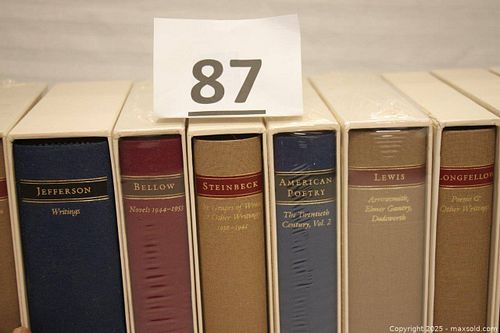 87
JEFFERSON
Writings
BELLOW
Novels 1944–1953
STEINBECK
The Grapes of Wrath
& Other Writings
1936–1941
AMERICAN
POETRY
The Twentieth
Century, Vol. 2
LEWIS
Arrowsmith,
Elmer Gantry,
Dodsworth
LONGFELLOW
Poems &
Other Writings
Copyright 2025 - maxsold.com